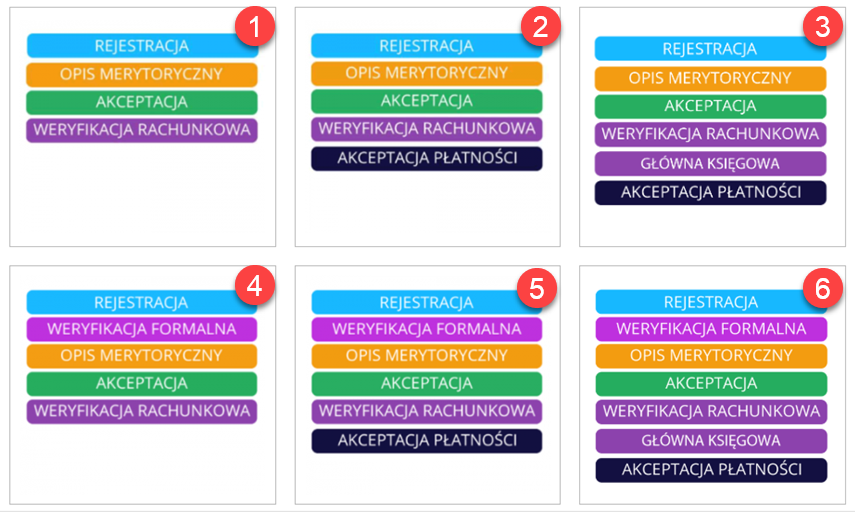 1
REJESTRACJA
OPIS MERYTORYCZNY
AKCEPTACJA
WERYFIKACJA RACHUNKOWA
2
REJESTRACJA
OPIS MERYTORYCZNY
AKCEPTACJA
WERYFIKACJA RACHUNKOWA
AKCEPTACJA PŁATNOŚCI
3
REJESTRACJA
OPIS MERYTORYCZNY
AKCEPTACJA
WERYFIKACJA RACHUNKOWA
GŁÓWNA KSIĘGOWA
AKCEPTACJA PŁATNOŚCI
4
REJESTRACJA
WERYFIKACJA FORMALNA
OPIS MERYTORYCZNY
AKCEPTACJA
WERYFIKACJA RACHUNKOWA
5
REJESTRACJA
WERYFIKACJA FORMALNA
OPIS MERYTORYCZNY
AKCEPTACJA
WERYFIKACJA RACHUNKOWA
AKCEPTACJA PŁATNOŚCI
6
REJESTRACJA
WERYFIKACJA FORMALNA
OPIS MERYTORYCZNY
AKCEPTACJA
WERYFIKACJA RACHUNKOWA
GŁÓWNA KSIĘGOWA
AKCEPTACJA PŁATNOŚCI